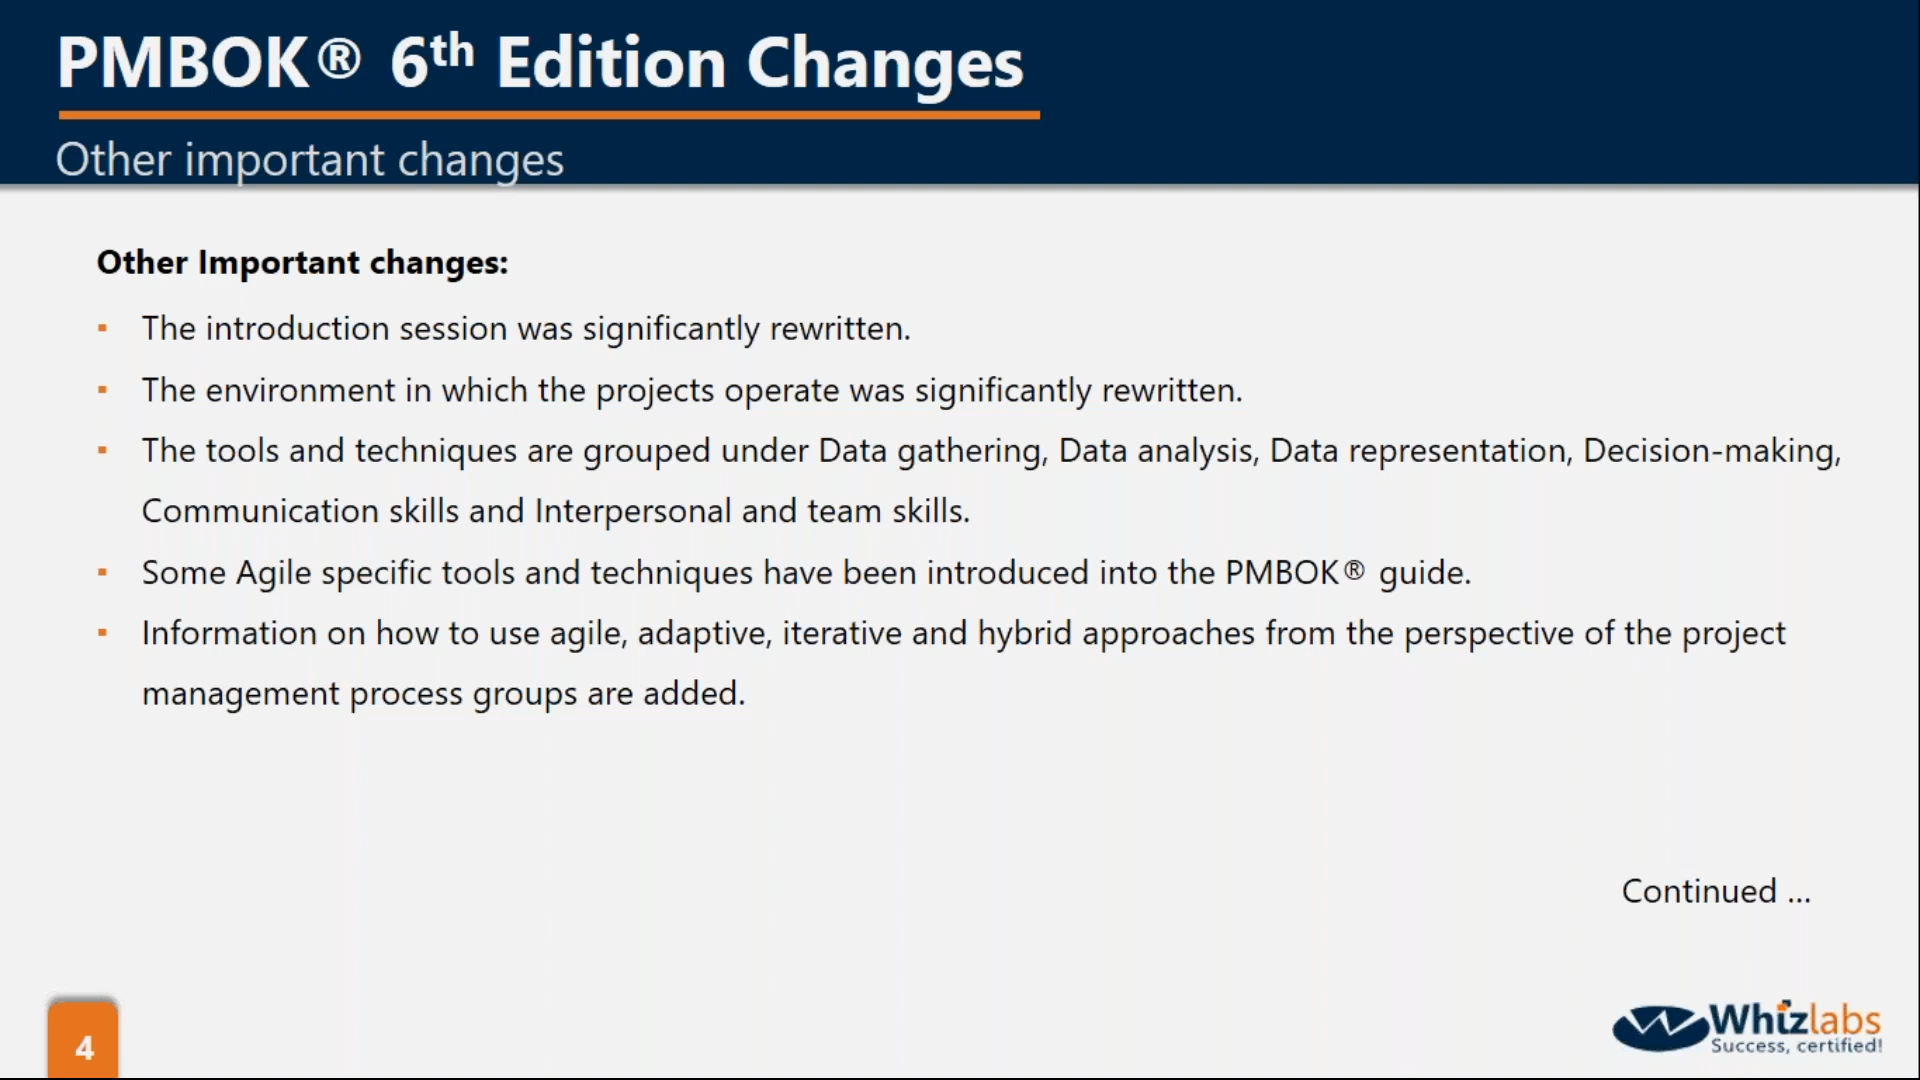 PMBOK® 6th Edition Changes
Other important changes
Other Important changes:
▪ The introduction session was significantly rewritten.
▪ The environment in which the projects operate was significantly rewritten.
▪ The tools and techniques are grouped under Data gathering, Data analysis, Data representation, Decision-making,
Communication skills and Interpersonal and team skills.
▪ Some Agile specific tools and techniques have been introduced into the PMBOK® guide.
▪ Information on how to use agile, adaptive, iterative and hybrid approaches from the perspective of the project
management process groups are added.
Continued ...
4
Whizlabs
Success, certified!